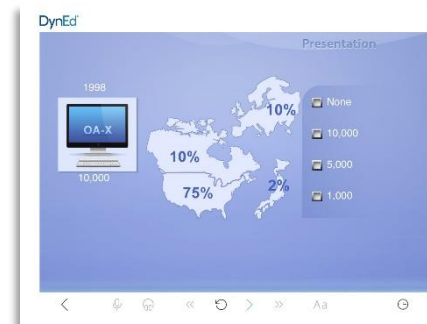 DynEd
Presentation
1998
OA-X
10,000
10%
10%
75%
2%
None
10,000
5,000
1,000
Aa